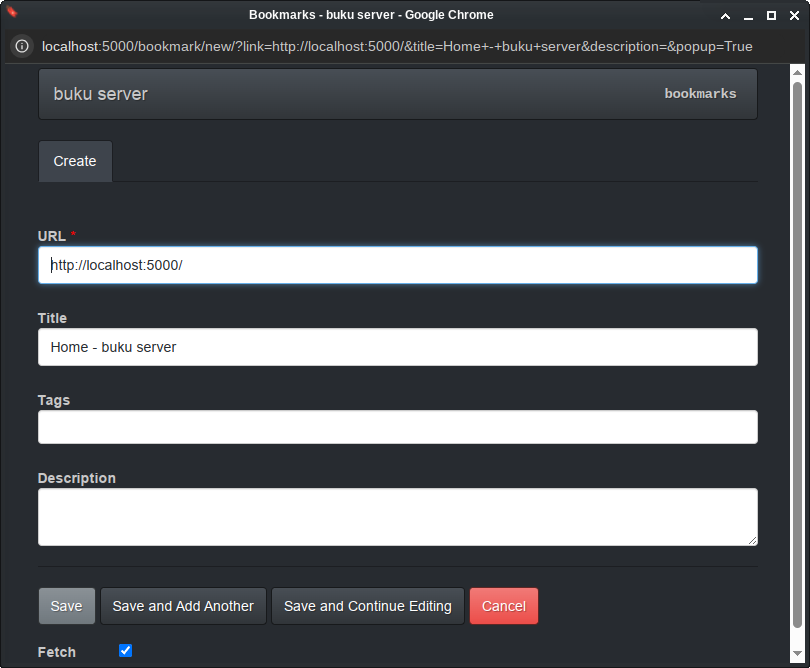 Bookmarks - buku server - Google Chrome
localhost:5000/bookmark/new/?link=http://localhost:5000/&title=Home+-+buku+server&description=&popup=True
buku server bookmarks
Create
URL *
http://localhost:5000/
Title
Home - buku server
Tags
Description
Save Save and Add Another Save and Continue Editing Cancel
Fetch